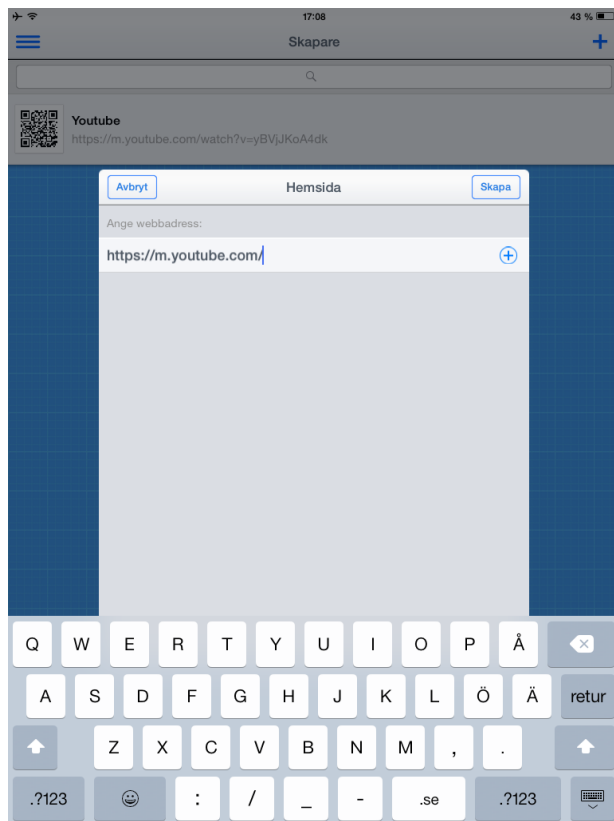 17:08
43 %
Skapare
Youtube
https://m.youtube.com/watch?v=yBVjJKoA4dk
Avbryt
Hemsida
Skapa
Ange webbadress:
https://m.youtube.com/
Q W E R T Y U I O P Å
A S D F G H J K L Ö Ä retur
Z X C V B N M , .
.?123 : / _ - .se .?123